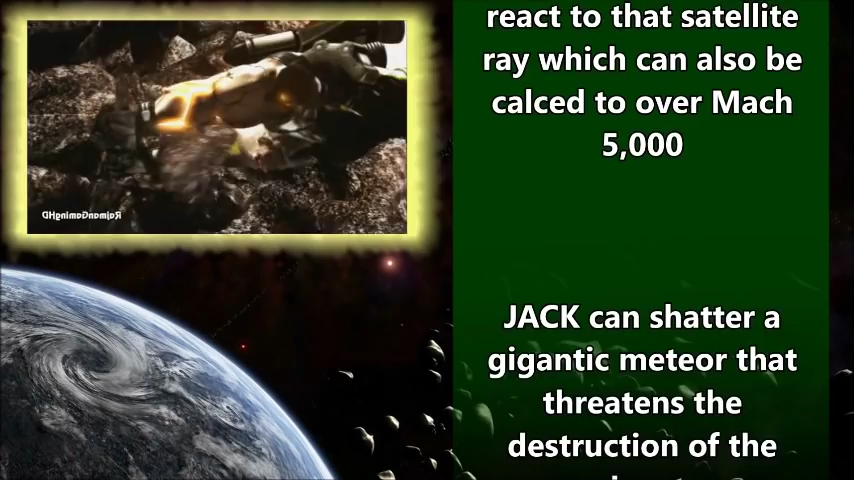 react to that satellite
ray which can also be
calced to over Mach
5,000
JACK can shatter a
gigantic meteor that
threatens the
destruction of the
RajmanGamingHD